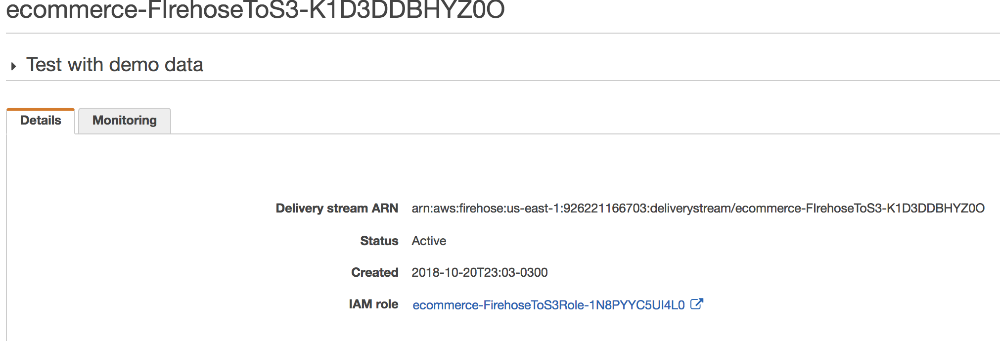 ecommerce-FIrehoseToS3-K1D3DDBHYZ0O
Test with demo data
Details
Monitoring
Delivery stream ARN arn:aws:firehose:us-east-1:926221166703:deliverystream/ecommerce-FIrehoseToS3-K1D3DDBHYZ0O
Status Active
Created 2018-10-20T23:03-0300
IAM role ecommerce-FirehoseToS3Role-1N8PYYC5UI4L0